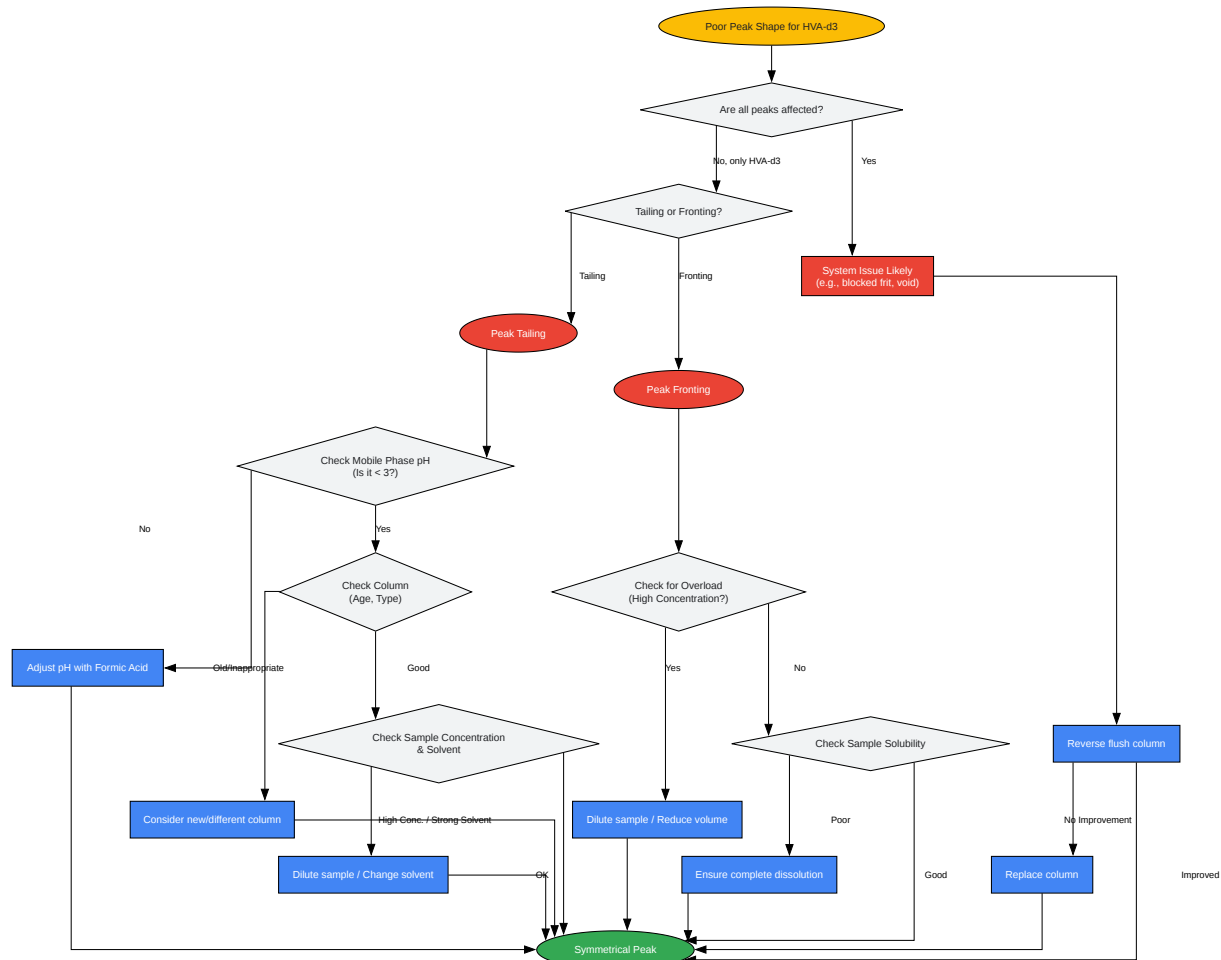 Poor Peak Shape for HVA-d3
Are all peaks affected?
No, only HVA-d3
Yes
Tailing or Fronting?
System Issue Likely
(e.g., blocked frit, void)
Tailing
Fronting
Peak Tailing
Peak Fronting
Check Mobile Phase pH
(Is it < 3?)
No
Yes
Check Column
(Age, Type)
Check for Overload
(High Concentration?)
Adjust pH with Formic Acid
Old/Inappropriate
Good
Yes
No
Check Sample Concentration
& Solvent
Check Sample Solubility
Reverse flush column
Consider new/different column
High Conc. / Strong Solvent
Dilute sample / Reduce volume
Poor
No Improvement
Dilute sample / Change solvent
OK
Ensure complete dissolution
Good
Replace column
Improved
Symmetrical Peak